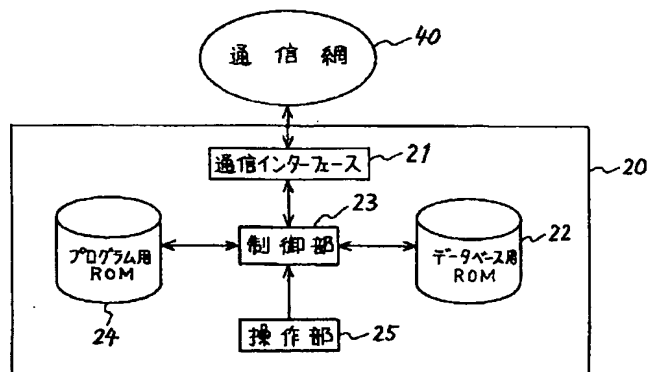 通信網
40
通信インターフェース
21
20
23
制御部
プログラム用
ROM
24
データベース用
ROM
22
操作部
25